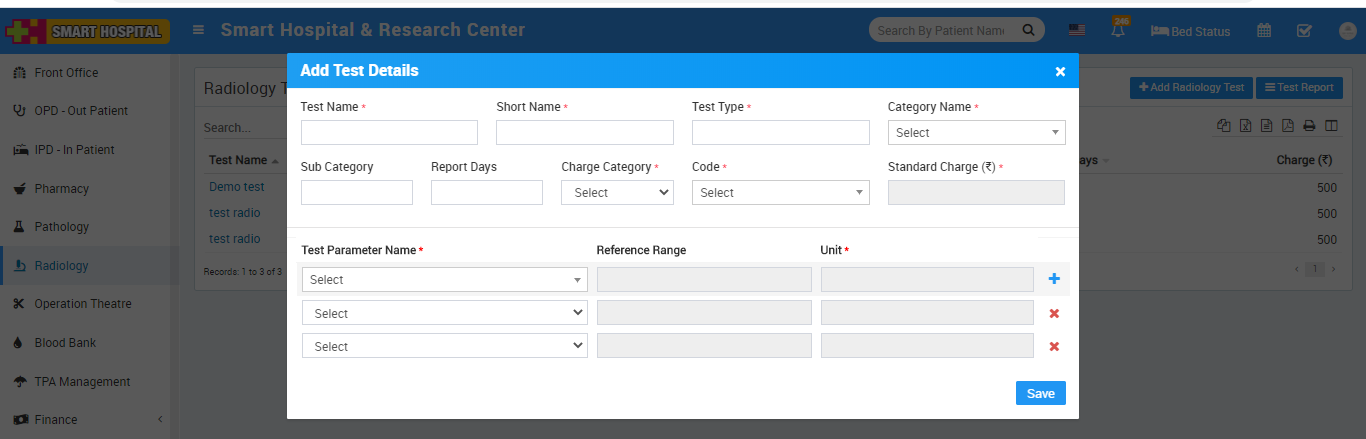 SMART HOSPITAL
Smart Hospital & Research Center
Search By Patient Name
246
Bed Status
Front Office
OPD - Out Patient
IPD - In Patient
Pharmacy
Pathology
Radiology
Operation Theatre
Blood Bank
TPA Management
Finance
Radiology T
Add Radiology Test
Test Report
Search...
Test Name
ays
Charge (₹)
Demo test
500
test radio
500
test radio
500
Records: 1 to 3 of 3
1
Add Test Details
Test Name *
Short Name *
Test Type *
Category Name *
Select
Sub Category
Report Days
Charge Category *
Code *
Standard Charge (₹) *
Select
Select
Test Parameter Name *
Reference Range
Unit *
Select
Select
Select
Save